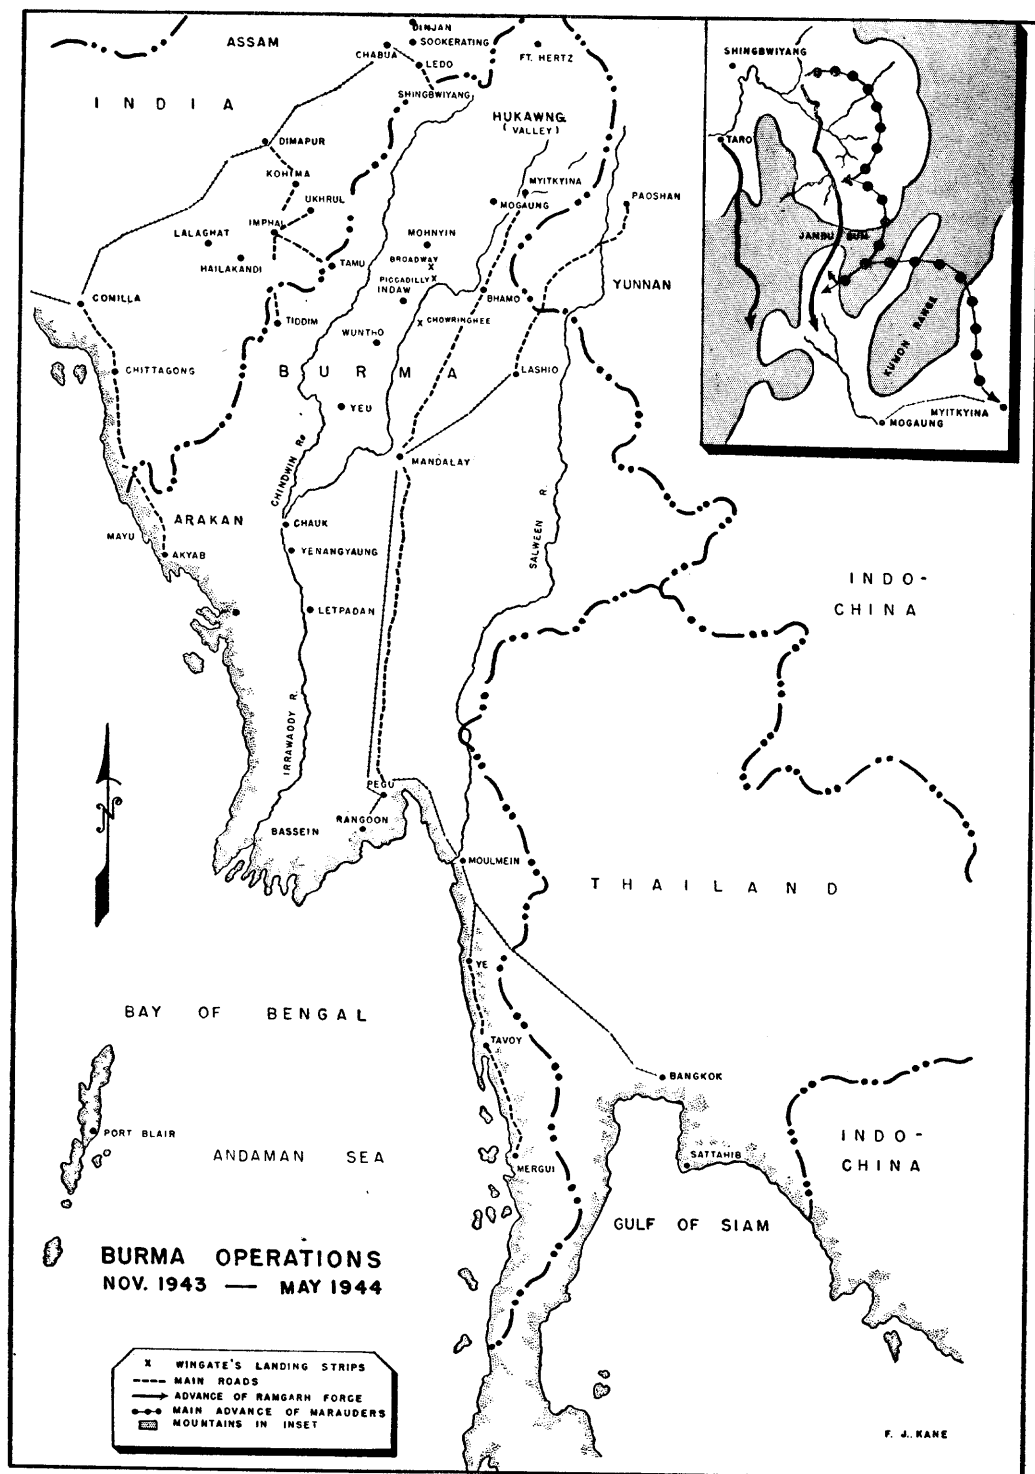 DINJAN
ASSAM
SOOKERATING
CHABUA
FT. HERTZ
LEDO
SHINGBWIYANG
INDIA
HUKAWNG
(VALLEY)
DIMAPUR
KOHIMA
MYITKYINA
UKHRUL
MOGAUNG
PAOSHAN
IMPHAL
LALAGHAT
MOHNYIN
BROADWAY
HAILAKANDI
TAMU
PICCADILLY
INDAW
YUNNAN
COMILLA
BHAMO
TIDDIM
CHOWRINGHEE
WUNTHO
CHITTAGONG
BURMA
LASHIO
YEU
MANDALAY
CHINDWIN Re
SALWEEN R.
ARAKAN
CHAUK
MAYU
AKYAB
YENANGYAUNG
INDO-
CHINA
LETPADAN
IRRAWADDY R.
N
PEGU
RANGOON
BASSEIN
MOULMEIN
THAILAND
YE
BAY OF BENGAL
TAVOY
BANGKOK
PORT BLAIR
ANDAMAN SEA
MERGUI
SATTAHIB
INDO-
CHINA
GULF OF SIAM
SHINGBWIYANG
TARO
JAMBU BUM
KUMON RANGE
MYITKYINA
MOGAUNG
BURMA OPERATIONS
NOV. 1943 — MAY 1944
X WINGATE'S LANDING STRIPS
MAIN ROADS
ADVANCE OF RAMGARH FORCE
MAIN ADVANCE OF MARAUDERS
MOUNTAINS IN INSET
F. J. KANE